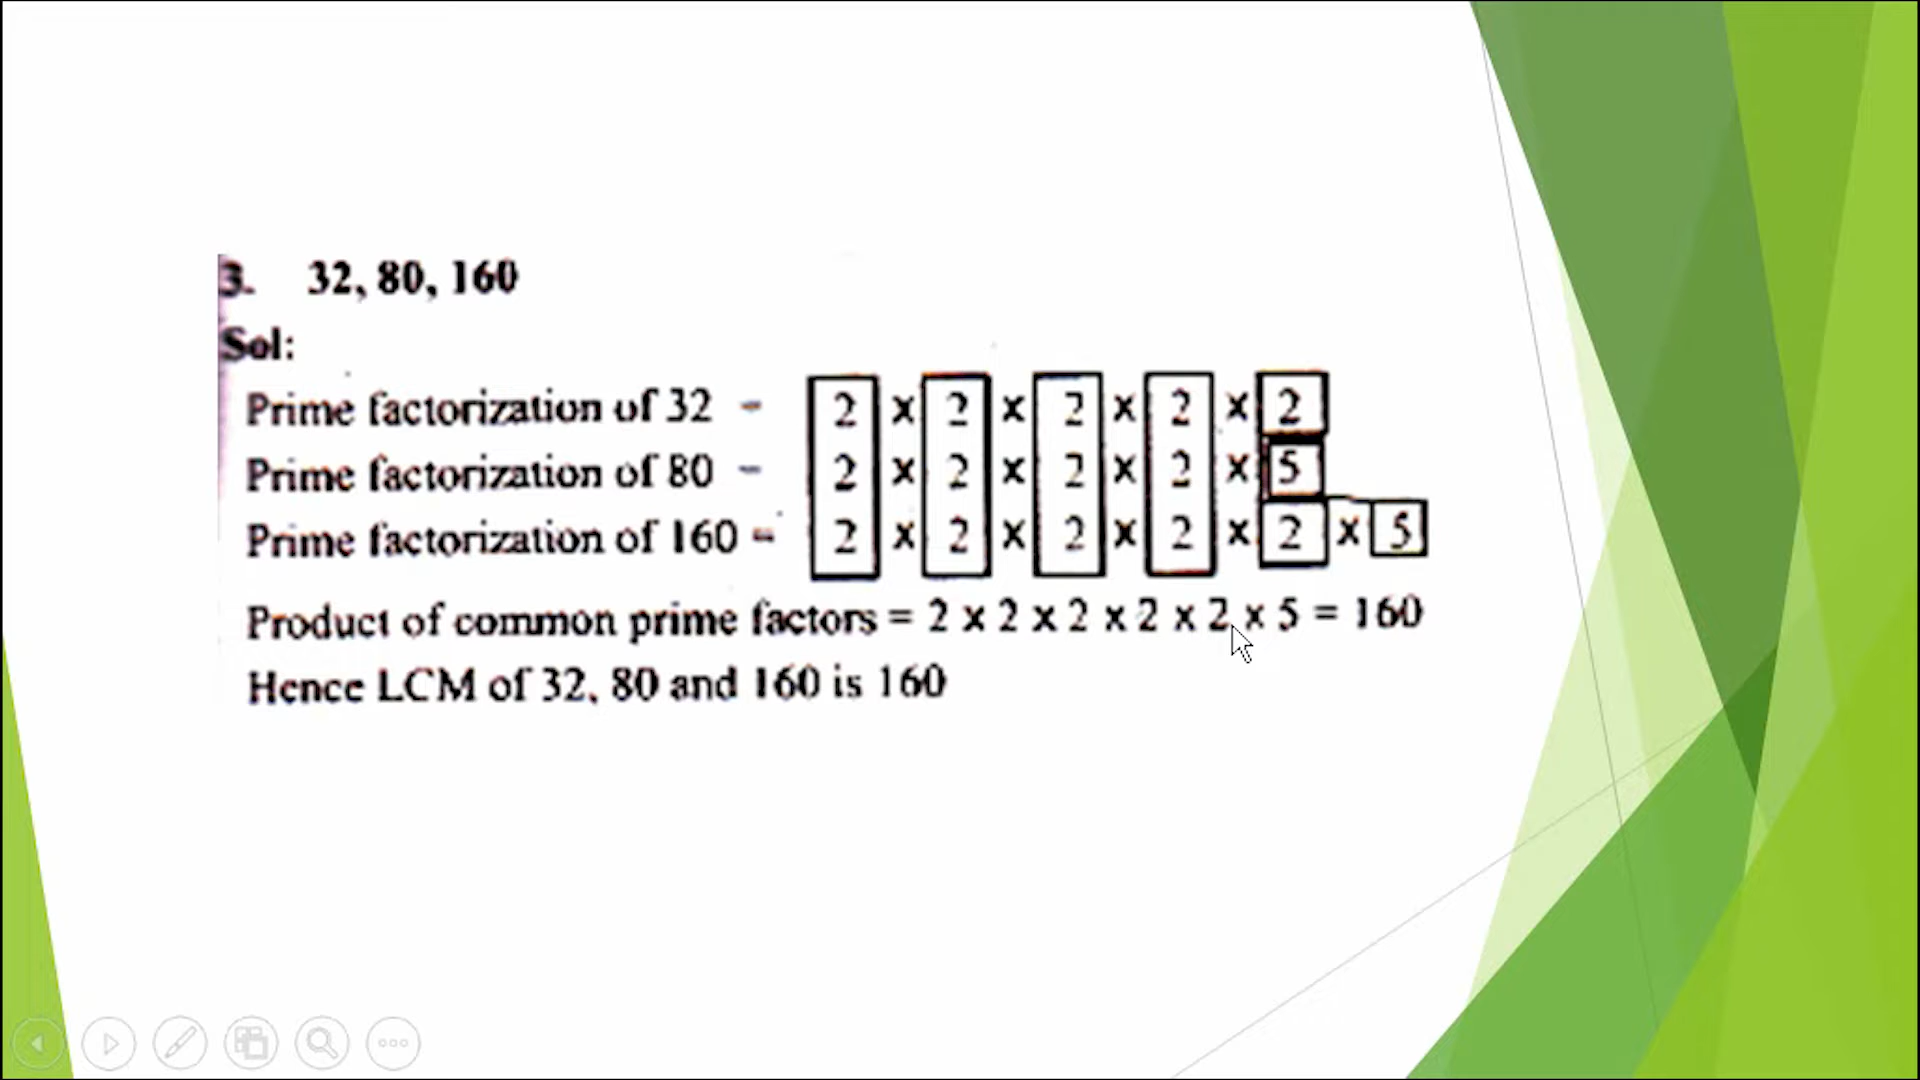 3. 32, 80, 160
Sol:
Prime factorization of 32 = 2 x 2 x 2 x 2 x 2
Prime factorization of 80 = 2 x 2 x 2 x 2 x 5
Prime factorization of 160 = 2 x 2 x 2 x 2 x 2 x 5
Product of common prime factors = 2 x 2 x 2 x 2 x 2 x 5 = 160
Hence LCM of 32, 80 and 160 is 160